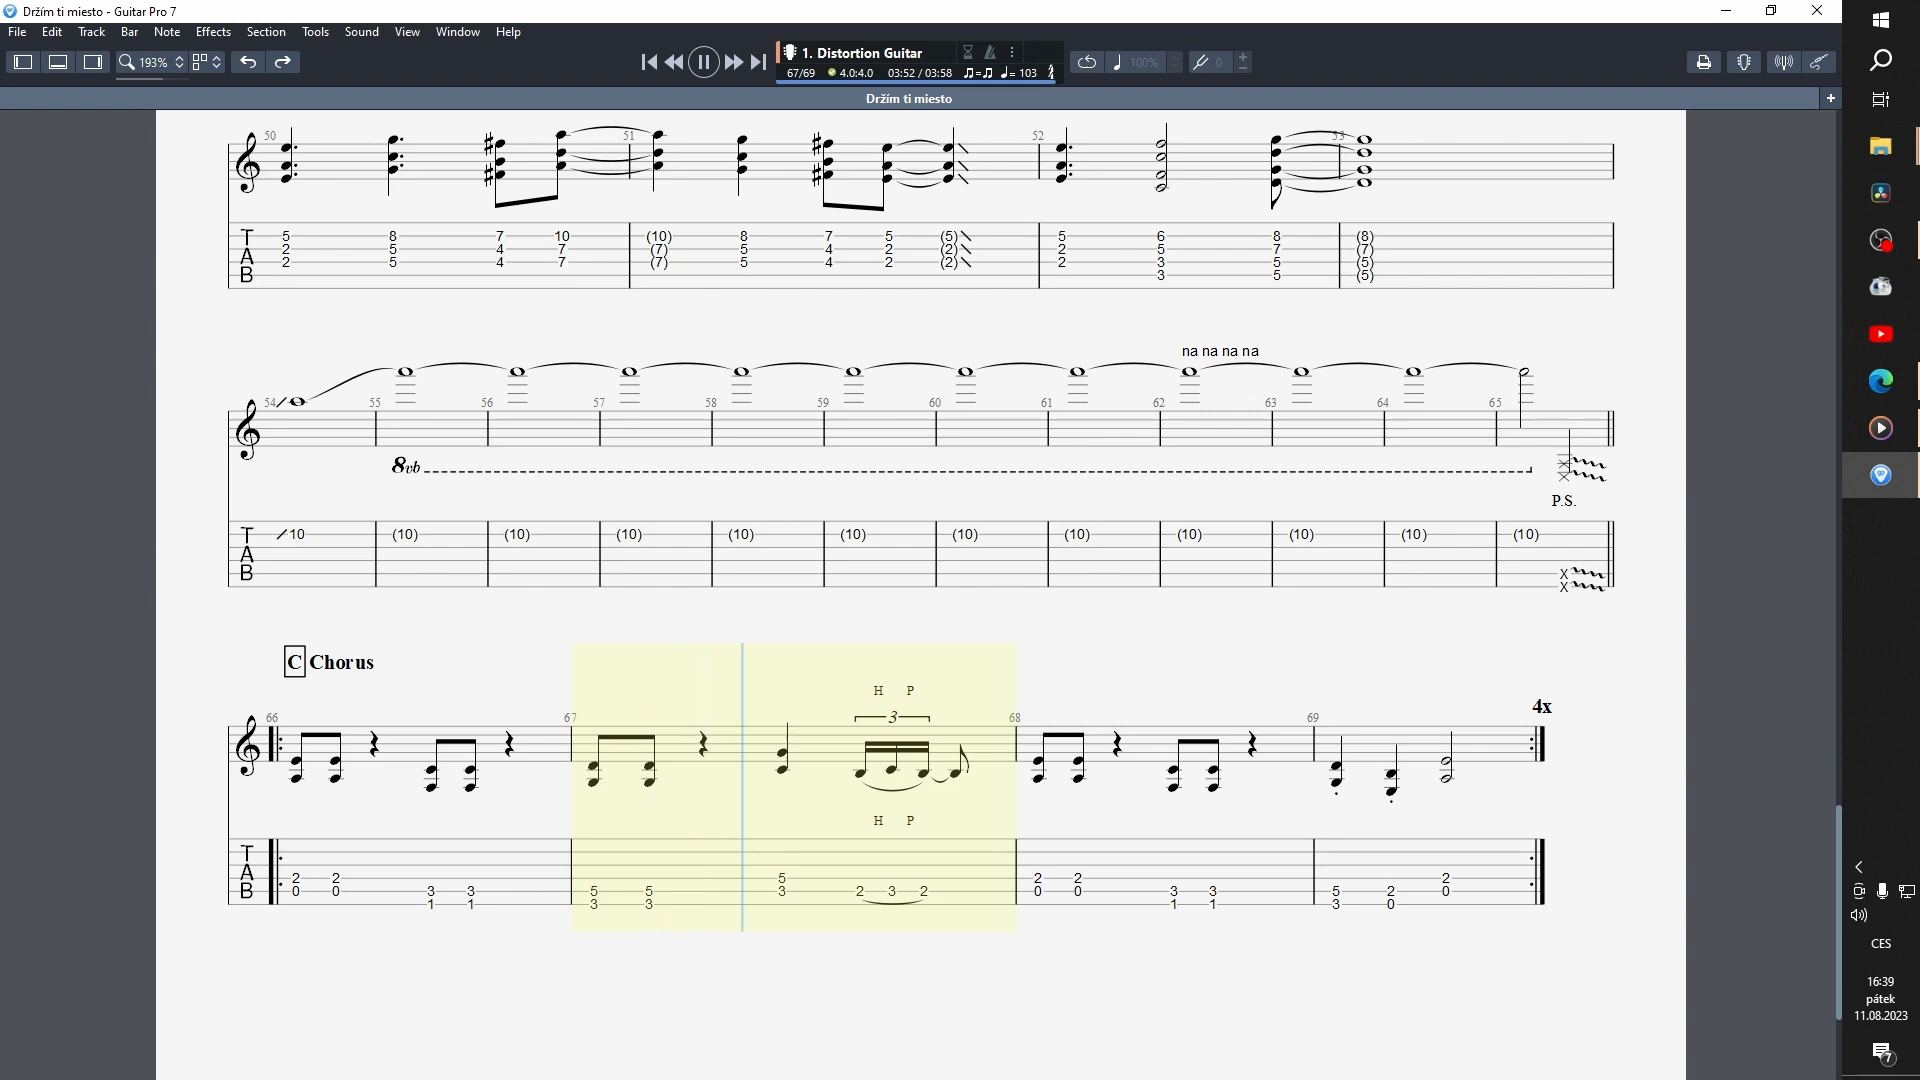 Držím ti miesto - Guitar Pro 7
File Edit Track Bar Note Effects Section Tools Sound View Window Help
193%
1. Distortion Guitar
100%
0
67/69 4.0:4.0 03:52 / 03:58 ♫=♫ ♩= 103
Držím ti miesto
50 51 52 53
T 5 8 7 10 (10) 8 7 5 (5) 5 6 8 (8)
A 2 5 4 7 (7) 5 4 2 (2) 2 5 7 (7)
2 5 4 7 (7) 5 4 2 (2) 2 3 5 (5)
B 3 5 (5)
na na na na
54 55 56 57 58 59 60 61 62 63 64 65
8vb
P.S.
T 10 (10) (10) (10) (10) (10) (10) (10) (10) (10) (10) (10)
A
B X
X
C Chorus
H P
4x
3
66 67 68 69
H P
T
A 2 2 5 2 2 2
B 0 0 3 3 5 5 3 2 3 2 0 0 3 3 5 2 0
1 1 3 3 1 1 3 0
CES
16:39
pátek
11.08.2023
7